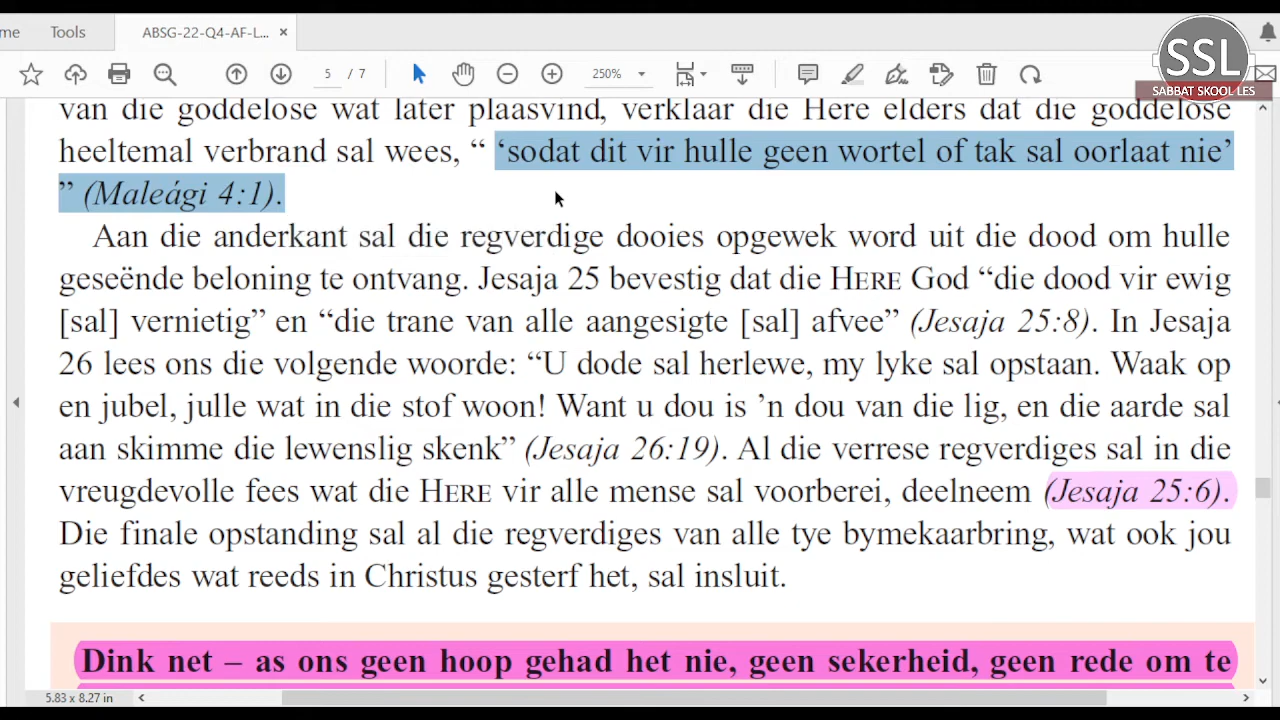 me Tools ABSG-22-Q4-AF-L... ×
SSL
SABBAT SKOOL LES
5 / 7 250%
van die goddelose wat later plaasvind, verklaar die Here elders dat die goddelose
heeltemal verbrand sal wees, “ ‘sodat dit vir hulle geen wortel of tak sal oorlaat nie’
” (Maleági 4:1).
Aan die anderkant sal die regverdige dooies opgewek word uit die dood om hulle
geseënde beloning te ontvang. Jesaja 25 bevestig dat die HERE God “die dood vir ewig
[sal] vernietig” en “die trane van alle aangesigte [sal] afvee” (Jesaja 25:8). In Jesaja
26 lees ons die volgende woorde: “U dode sal herlewe, my lyke sal opstaan. Waak op
en jubel, julle wat in die stof woon! Want u dou is ’n dou van die lig, en die aarde sal
aan skimme die lewenslig skenk” (Jesaja 26:19). Al die verrese regverdiges sal in die
vreugdevolle fees wat die HERE vir alle mense sal voorberei, deelneem (Jesaja 25:6).
Die finale opstanding sal al die regverdiges van alle tye bymekaarbring, wat ook jou
geliefdes wat reeds in Christus gesterf het, sal insluit.
Dink net – as ons geen hoop gehad het nie, geen sekerheid, geen rede om te
5.83 x 8.27 in